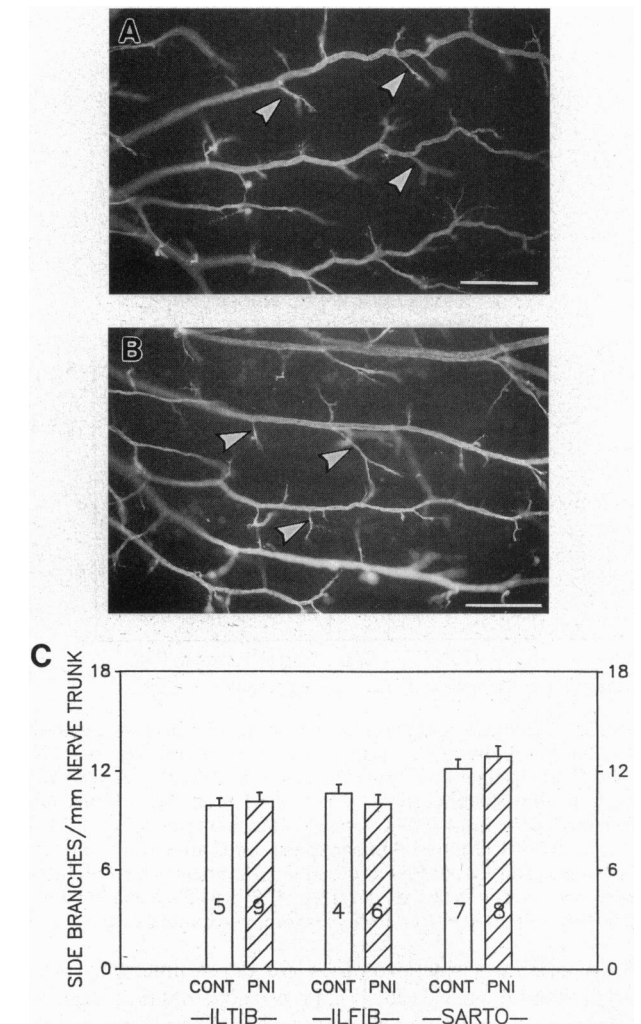 A
B
C
SIDE BRANCHES/mm NERVE TRUNK
18
12
6
0
18
12
6
0
5 9 4 6 7 8
CONT PNI CONT PNI CONT PNI
—ILTIB— —ILFIB— —SARTO—